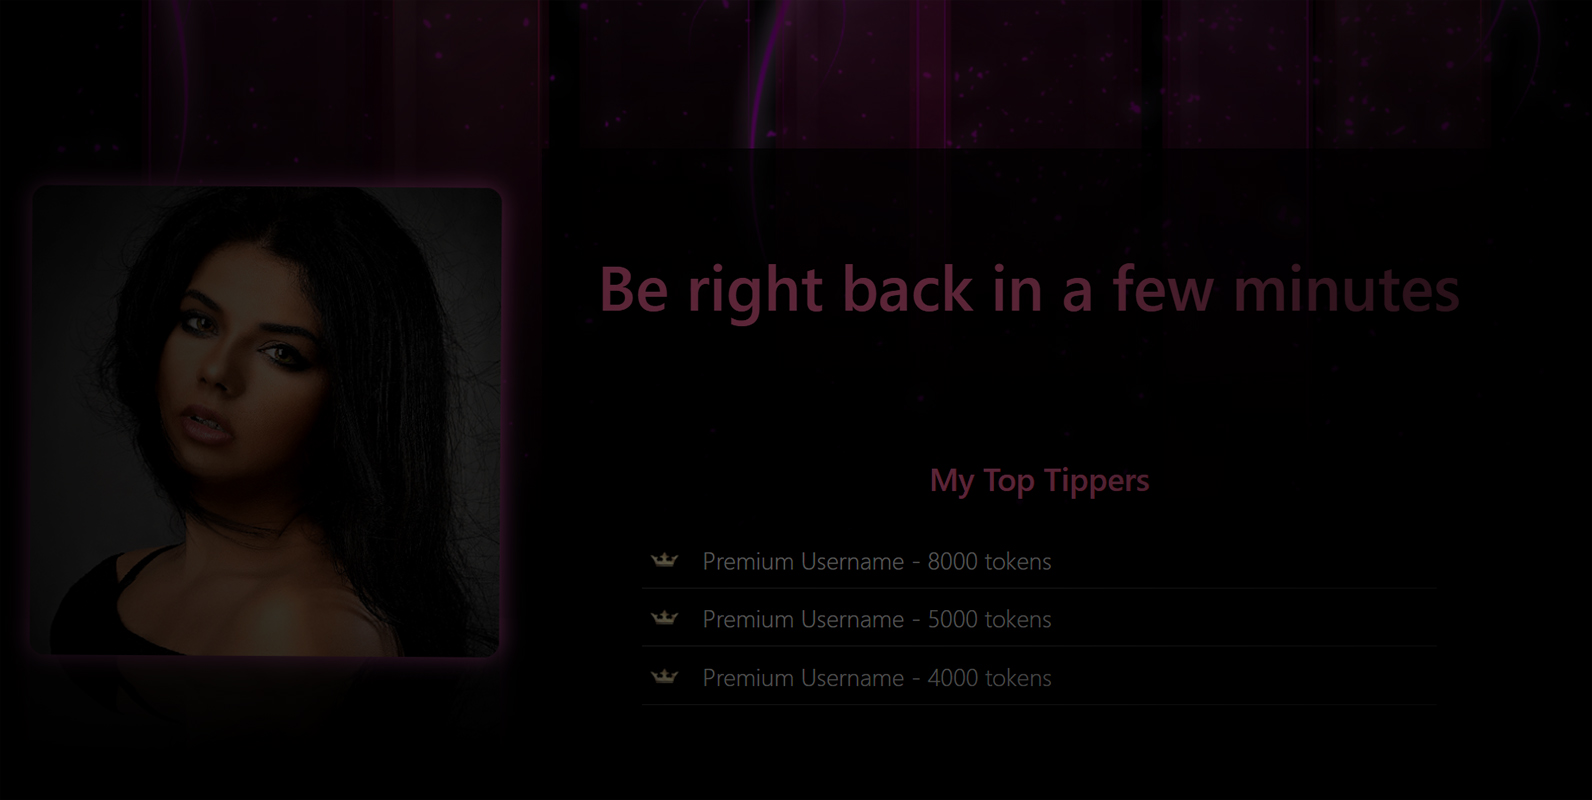 Be right back in a few minutes
My Top Tippers
Premium Username - 8000 tokens
Premium Username - 5000 tokens
Premium Username - 4000 tokens